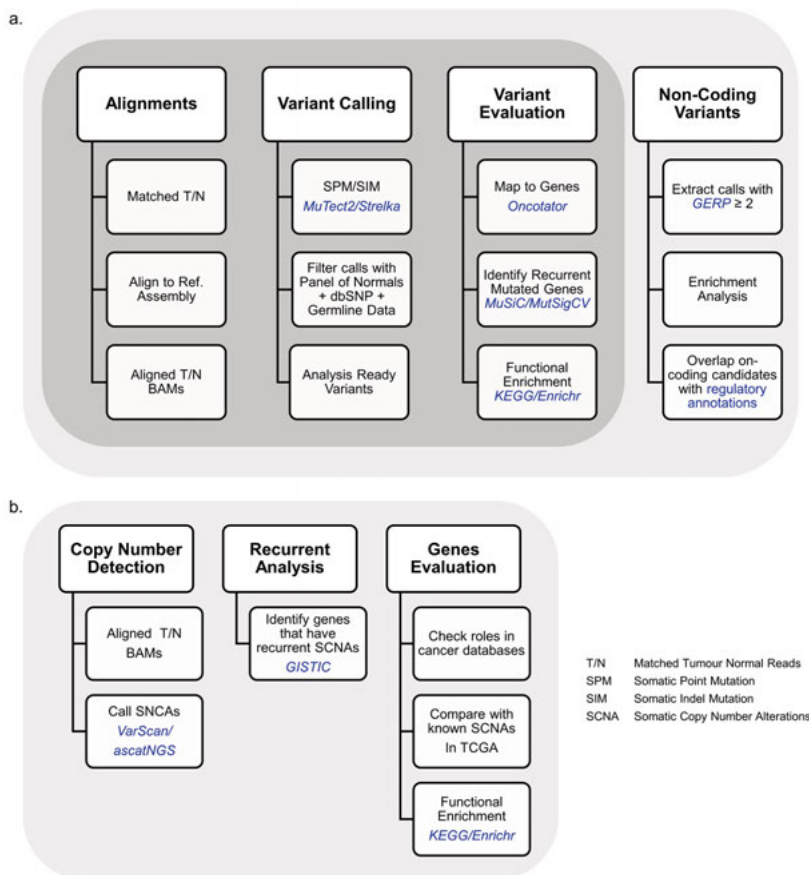 a.
Alignments
Matched T/N
Align to Ref.
Assembly
Aligned T/N
BAMs
Variant Calling
SPM/SIM
MuTect2/Strelka
Filter calls with
Panel of Normals
+ dbSNP +
Germline Data
Analysis Ready
Variants
Variant
Evaluation
Map to Genes
Oncotator
Identify Recurrent
Mutated Genes
MuSiC/MutSigCV
Functional
Enrichment
KEGG/Enrichr
Non-Coding
Variants
Extract calls with
GERP ≥ 2
Enrichment
Analysis
Overlap on-
coding candidates
with regulatory
annotations
b.
Copy Number
Detection
Aligned T/N
BAMs
Call SNCAs
VarScan/
ascatNGS
Recurrent
Analysis
Identify genes
that have
recurrent SCNAs
GISTIC
Genes
Evaluation
Check roles in
cancer databases
Compare with
known SCNAs
In TCGA
Functional
Enrichment
KEGG/Enrichr
T/N Matched Tumour Normal Reads
SPM Somatic Point Mutation
SIM Somatic Indel Mutation
SCNA Somatic Copy Number Alterations